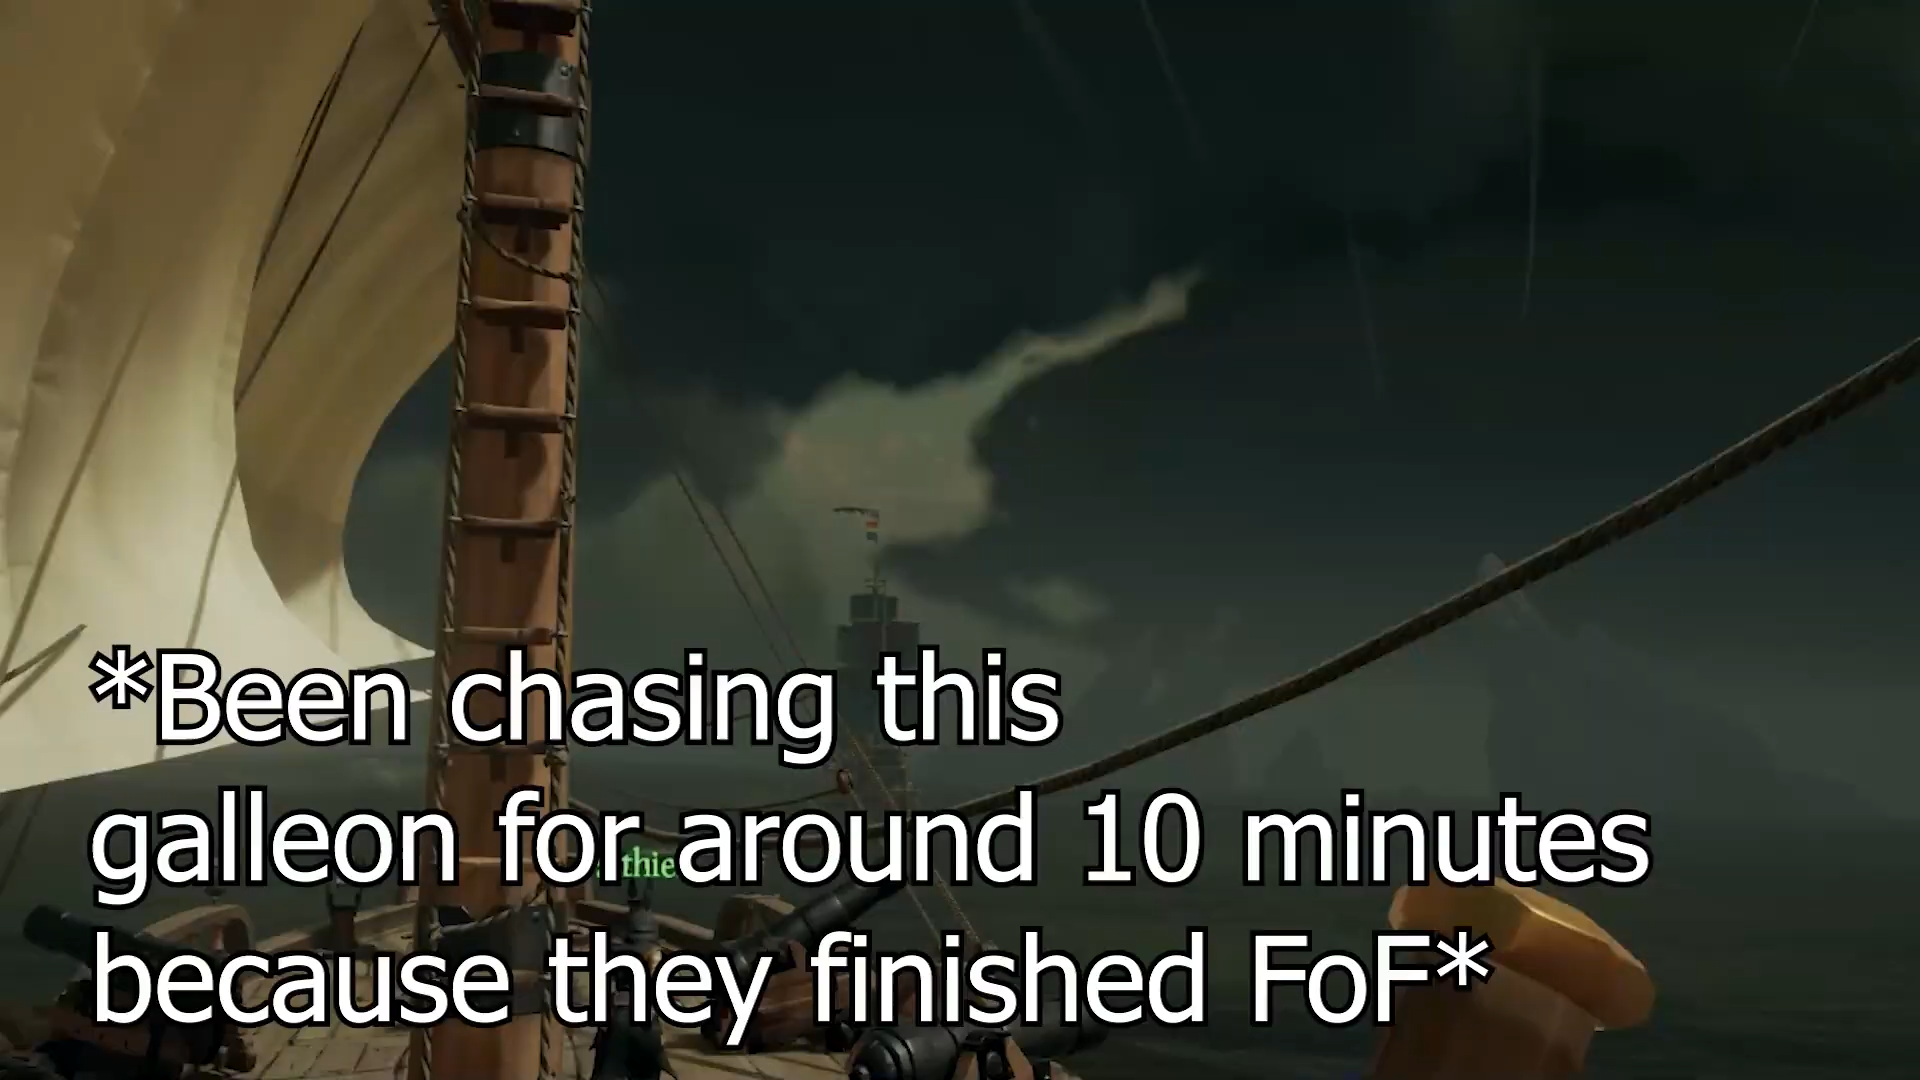 *Been chasing this
galleon for around 10 minutes
because they finished FoF*